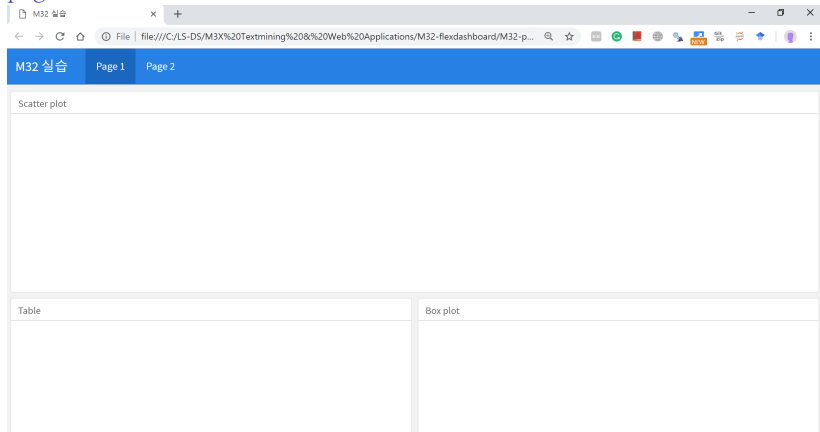 M32 실습
File | file:///C:/LS-DS/M3X%20Textmining%20&%20Web%20Applications/M32-flexdashboard/M32-p...
NEW
M32 실습 Page 1 Page 2
Scatter plot
Table Box plot